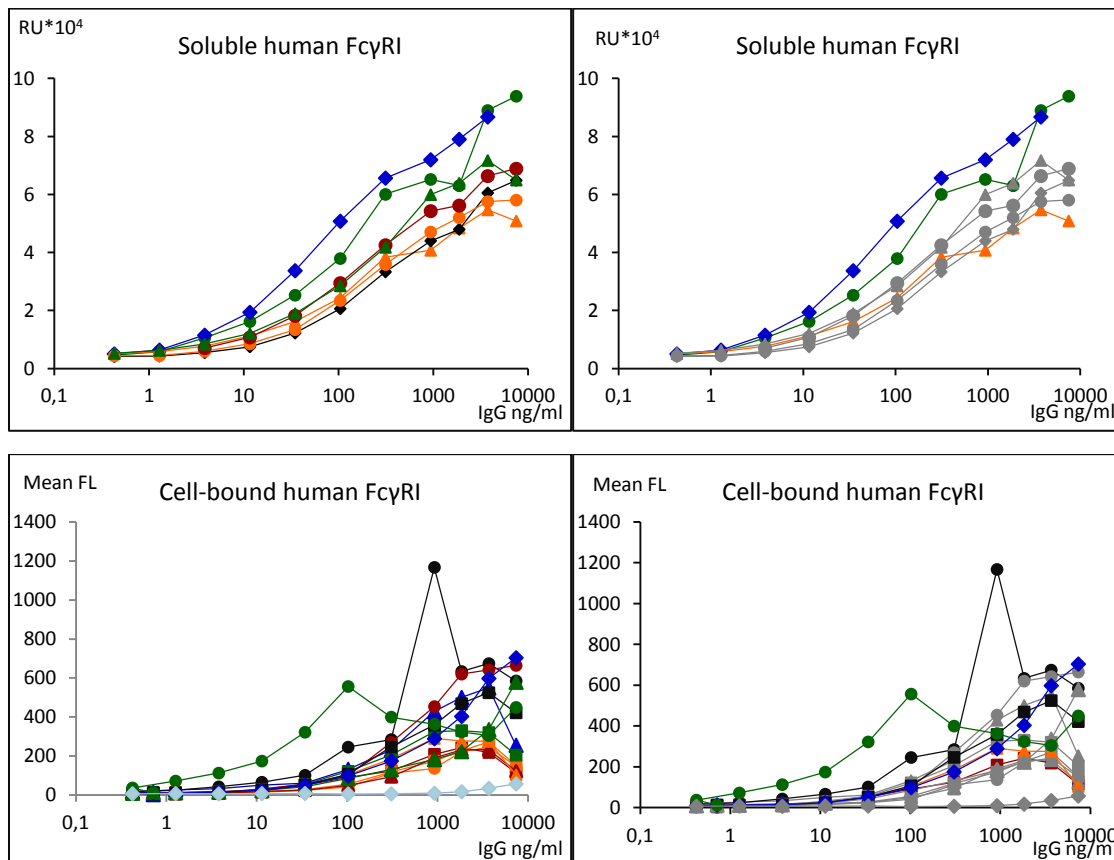 RU*10⁴
Soluble human FcγRI
10
8
6
4
2
0
0,1 1 10 100 1000 10000
IgG ng/ml
RU*10⁴
Soluble human FcγRI
10
8
6
4
2
0
0,1 1 10 100 1000 10000
IgG ng/ml
Mean FL
Cell-bound human FcγRI
1400
1200
1000
800
600
400
200
0
0,1 1 10 100 1000 10000
IgG ng/ml
Mean FL
Cell-bound human FcγRI
1400
1200
1000
800
600
400
200
0
0,1 1 10 100 1000 10000
IgG ng/ml